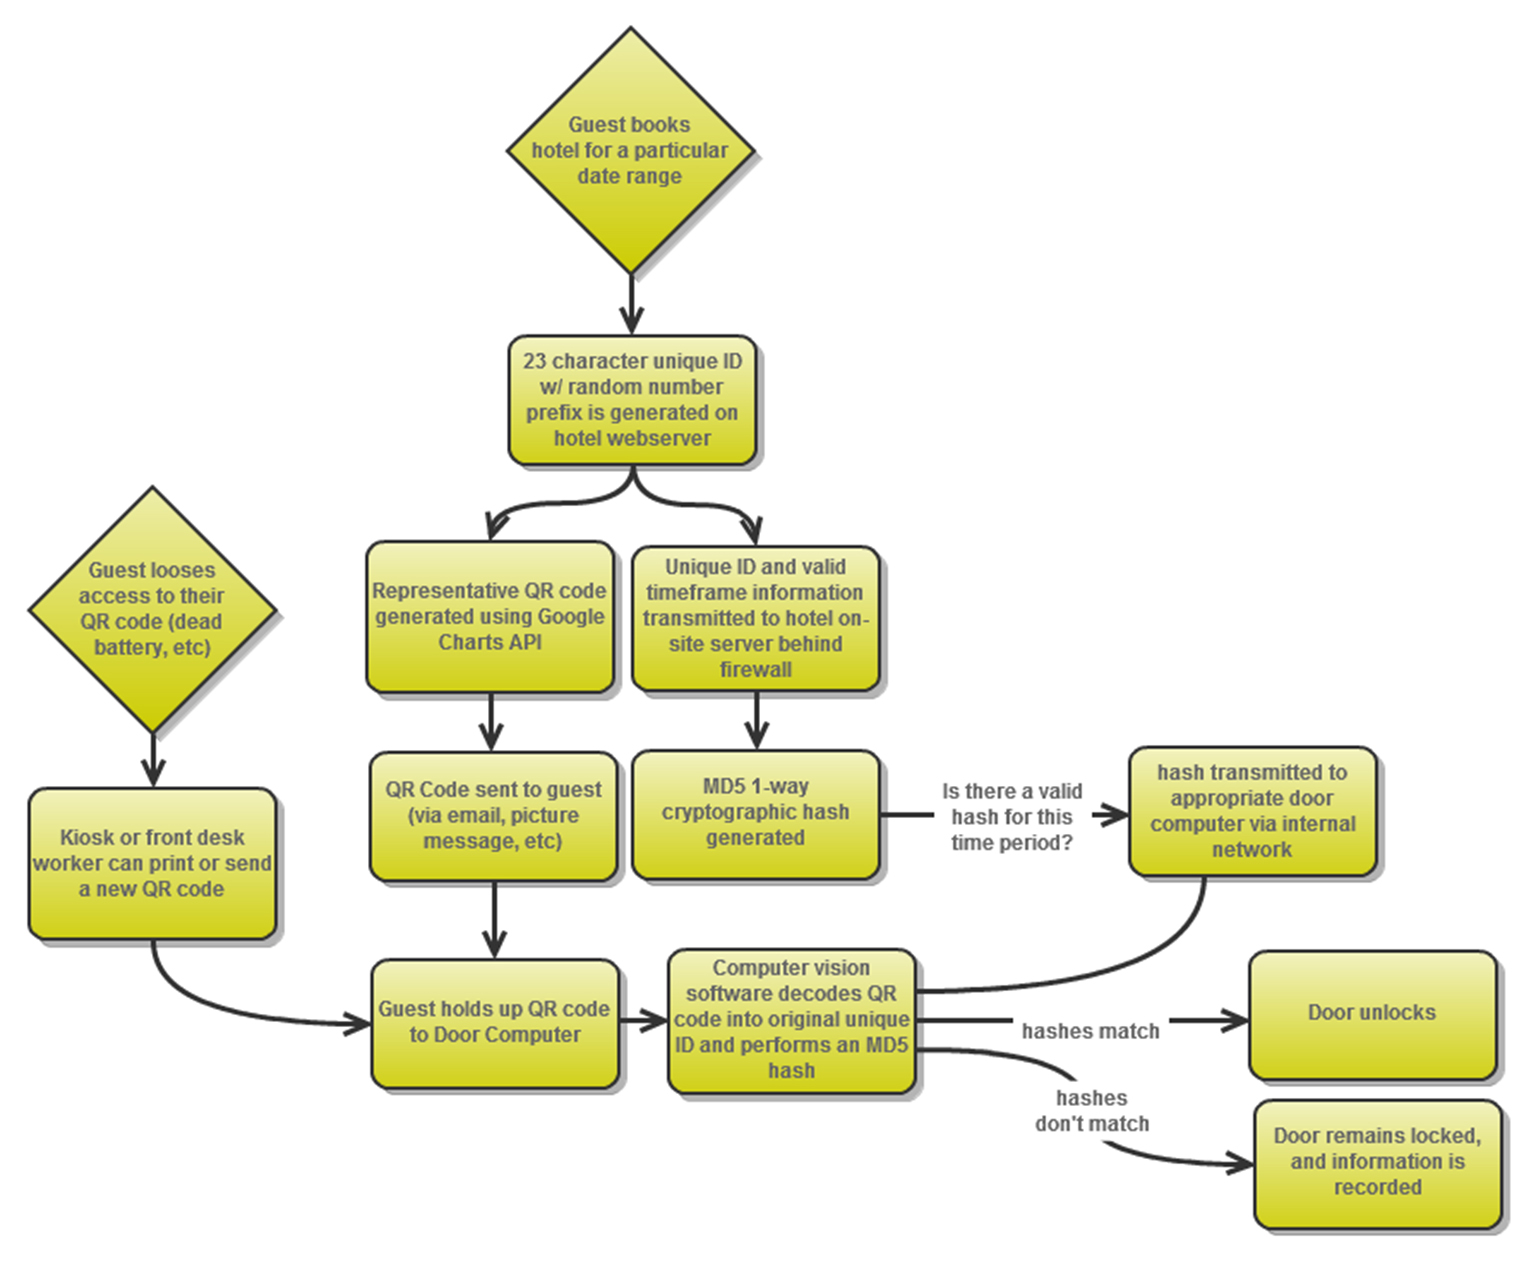 Guest books
hotel for a particular
date range
23 character unique ID
w/ random number
prefix is generated on
hotel webserver
Guest looses
access to their
QR code (dead
battery, etc)
Representative QR code
generated using Google
Charts API
Unique ID and valid
timeframe information
transmitted to hotel on-
site server behind
firewall
Kiosk or front desk
worker can print or send
a new QR code
QR Code sent to guest
(via email, picture
message, etc)
MD5 1-way
cryptographic hash
generated
Is there a valid
hash for this
time period?
hash transmitted to
appropriate door
computer via internal
network
Guest holds up QR code
to Door Computer
Computer vision
software decodes QR
code into original unique
ID and performs an MD5
hash
hashes match
Door unlocks
hashes
don't match
Door remains locked,
and information is
recorded